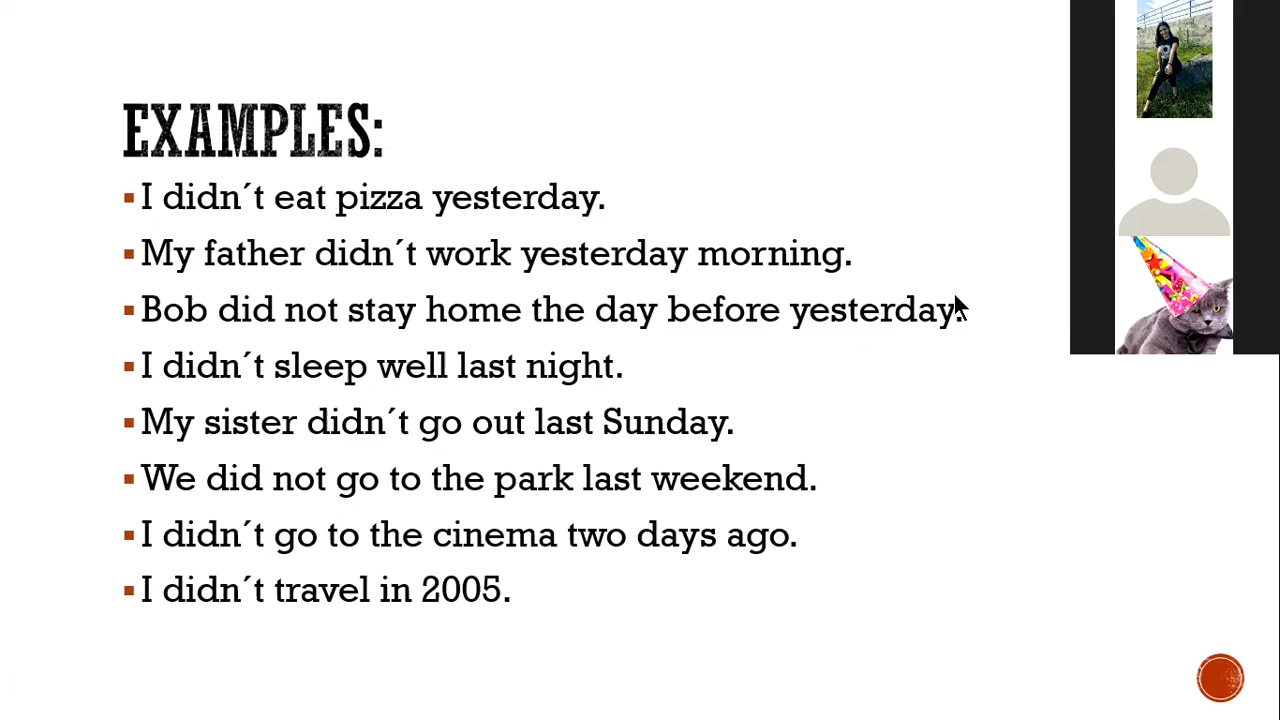 EXAMPLES:
▪I didn´t eat pizza yesterday.
▪My father didn´t work yesterday morning.
▪Bob did not stay home the day before yesterday.
▪I didn´t sleep well last night.
▪My sister didn´t go out last Sunday.
▪We did not go to the park last weekend.
▪I didn´t go to the cinema two days ago.
▪I didn´t travel in 2005.